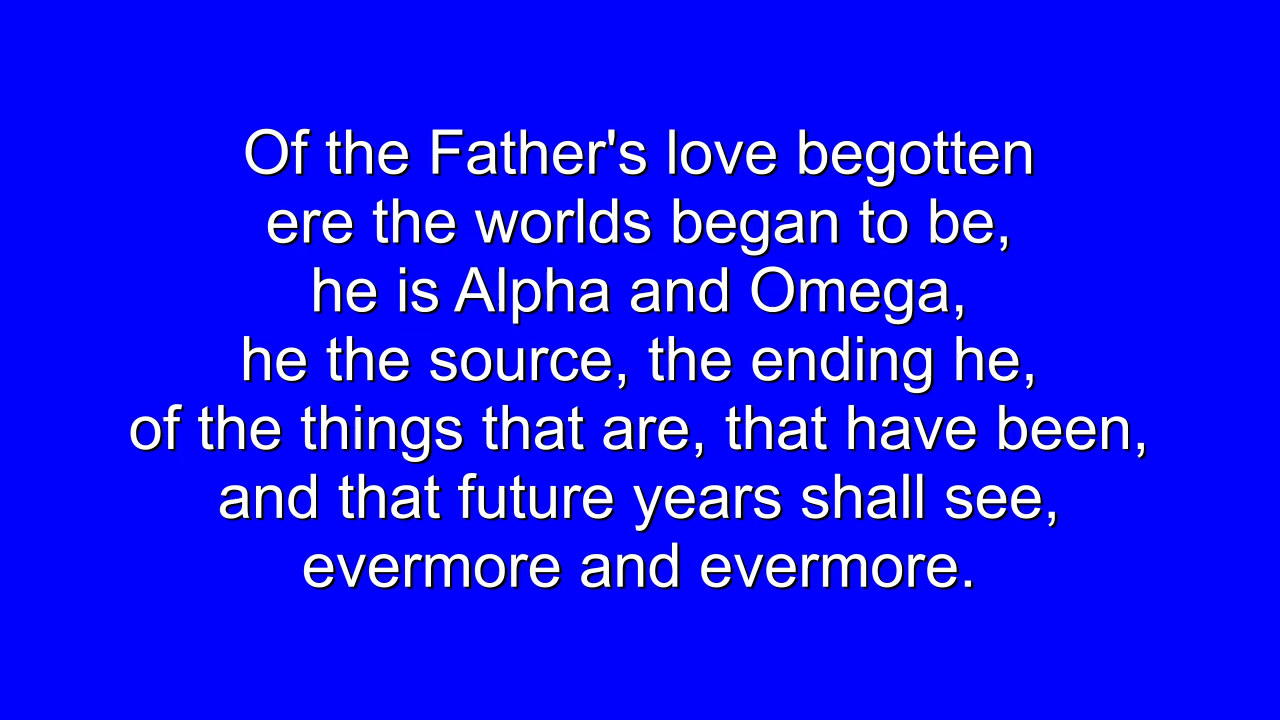 Of the Father's love begotten
ere the worlds began to be,
he is Alpha and Omega,
he the source, the ending he,
of the things that are, that have been,
and that future years shall see,
evermore and evermore.